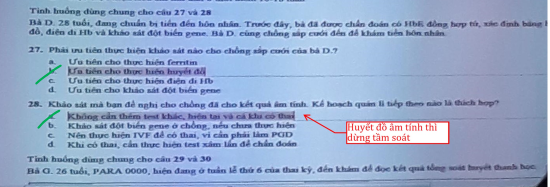 Tình huống dùng chung cho câu 27 và 28
Bà D. 28 tuổi, đang chuẩn bị tiến đến hôn nhân. Trước đây, bà đã được chẩn đoán có HbE đồng hợp tử, xác định bằng huyết
đồ, điện di Hb và khảo sát đột biến gene. Bà D. cùng chồng sắp cưới đến để khám tiền hôn nhân.
27. Phải ưu tiên thực hiện khảo sát nào cho chồng sắp cưới của bà D.?
a. Ưu tiên cho thực hiện ferritin
b. Ưu tiên cho thực hiện huyết đồ
c. Ưu tiên cho thực hiện điện di Hb
d. Ưu tiên cho khảo sát đột biến gene
28. Khảo sát mà bạn đề nghị cho chồng đã cho kết quả âm tính. Kế hoạch quản lí tiếp theo nào là thích hợp?
a. Không cần thêm test khác, hiện tại và cả khi có thai
b. Khảo sát đột biến gene ở chồng, nếu chưa thực hiện
c. Nên thực hiện IVF để có thai, vì cần phải làm PGD
d. Khi có thai, cần thực hiện test xâm lấn để chẩn đoán
Huyết đồ âm tính thì
dừng tầm soát
Tình huống dùng chung cho câu 29 và 30
Bà G. 26 tuổi, PARA 0000, hiện đang ở tuần lễ thứ 6 của thai kỳ, đến khám để đọc kết quả tổng soát huyết thanh học